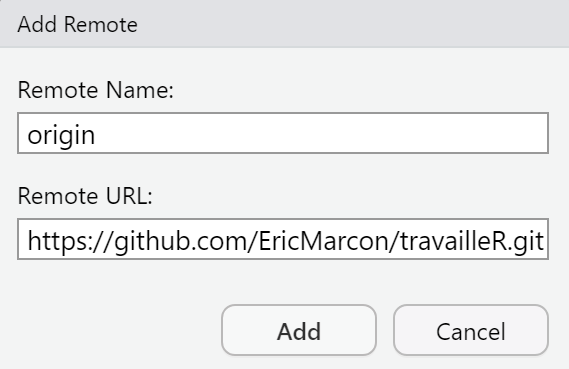 Add Remote
Remote Name:
origin
Remote URL:
https://github.com/EricMarcon/travailleR.git
Add Cancel